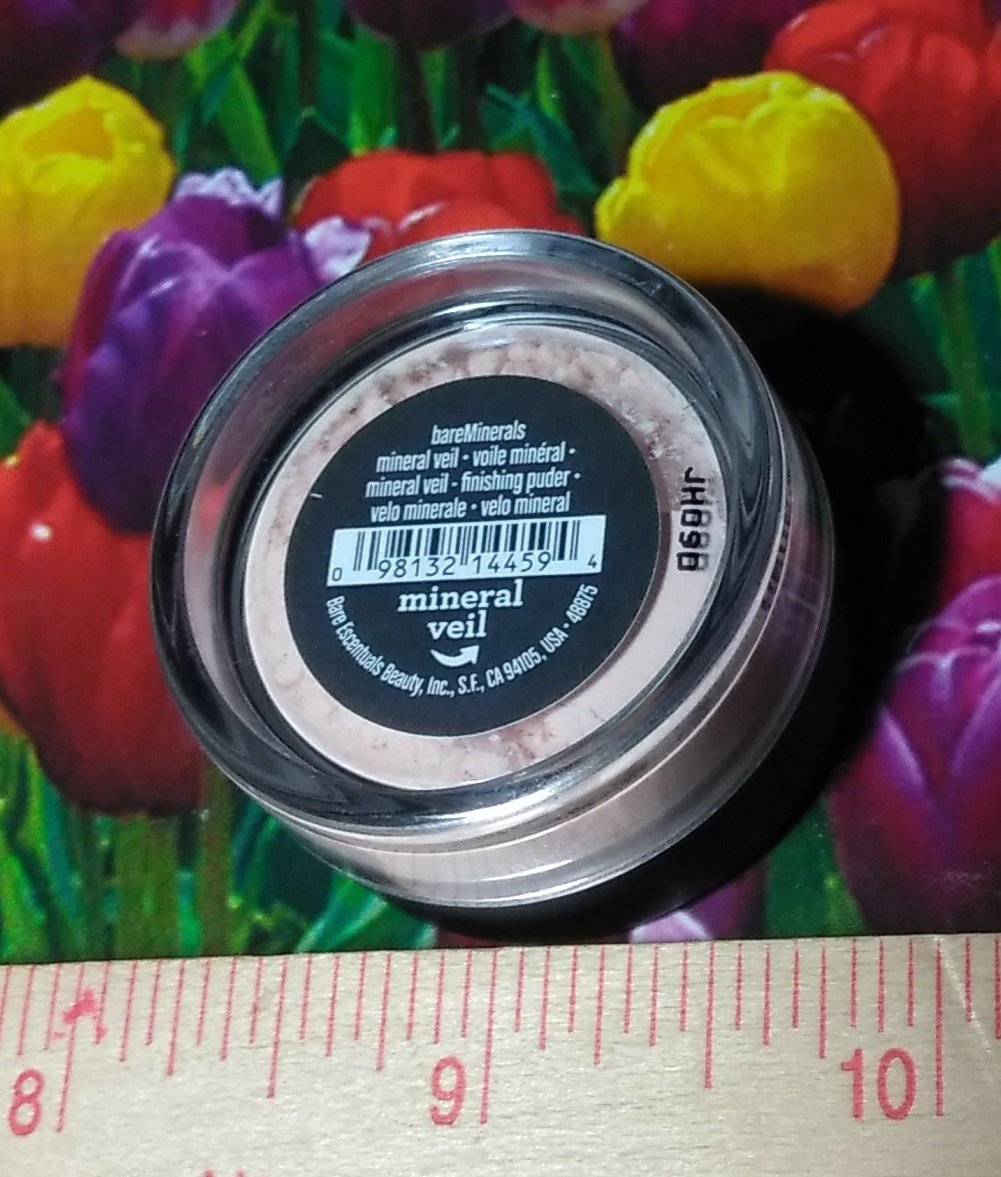 bareMinerals
mineral veil • voile minéral •
mineral veil - finishing puder •
velo minerale • velo mineral
0 98132 14459 4
mineral
veil
Bare Escentuals Beauty, Inc., S.F., CA 94105, USA • 48875
8 9 10